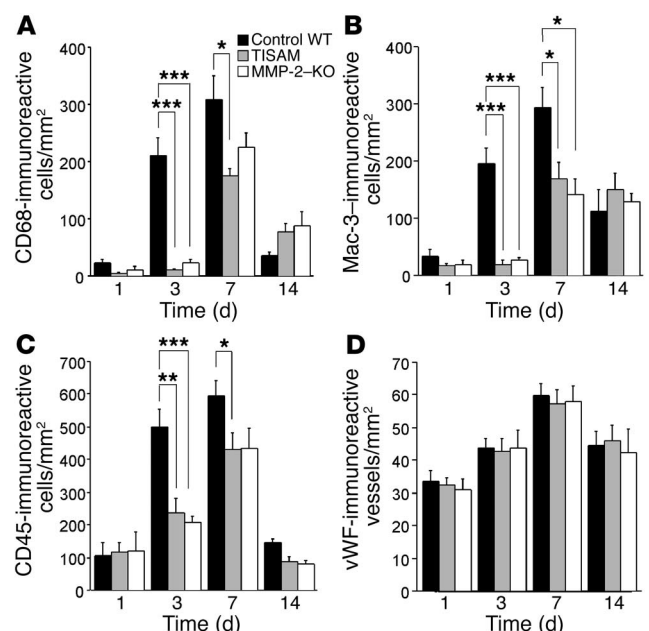 A
Control WT
TISAM
MMP-2–KO
CD68-immunoreactive
cells/mm²
400
300
200
100
0
*
***
***
1 3 7 14
Time (d)
B
Mac-3–immunoreactive
cells/mm²
400
300
200
100
0
*
*
***
***
1 3 7 14
Time (d)
C
CD45-immunoreactive
cells/mm²
700
600
500
400
300
200
100
0
***
**
*
1 3 7 14
Time (d)
D
vWF-immunoreactive
vessels/mm²
70
60
50
40
30
20
10
0
1 3 7 14
Time (d)